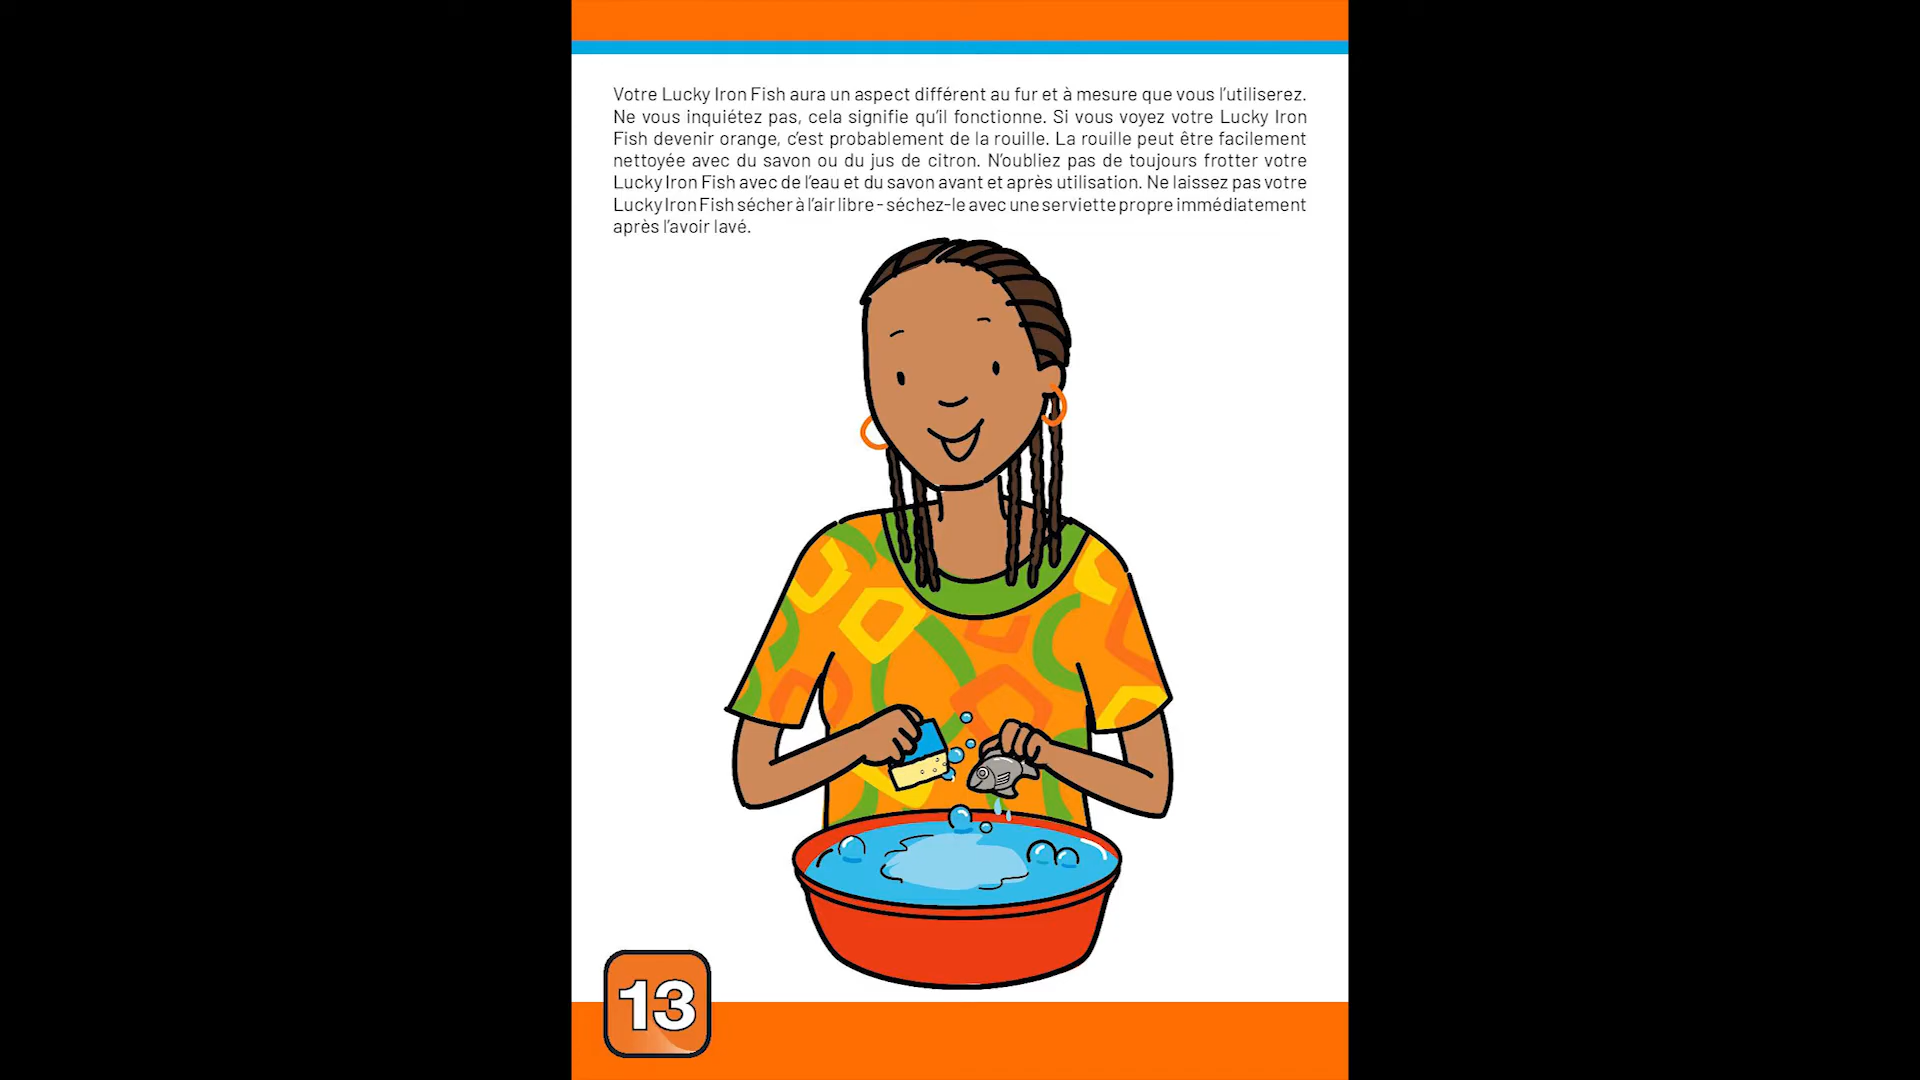 Votre Lucky Iron Fish aura un aspect différent au fur et à mesure que vous l'utiliserez.
Ne vous inquiétez pas, cela signifie qu'il fonctionne. Si vous voyez votre Lucky Iron
Fish devenir orange, c'est probablement de la rouille. La rouille peut être facilement
nettoyée avec du savon ou du jus de citron. N'oubliez pas de toujours frotter votre
Lucky Iron Fish avec de l'eau et du savon avant et après utilisation. Ne laissez pas votre
Lucky Iron Fish sécher à l'air libre - séchez-le avec une serviette propre immédiatement
après l'avoir lavé.
13